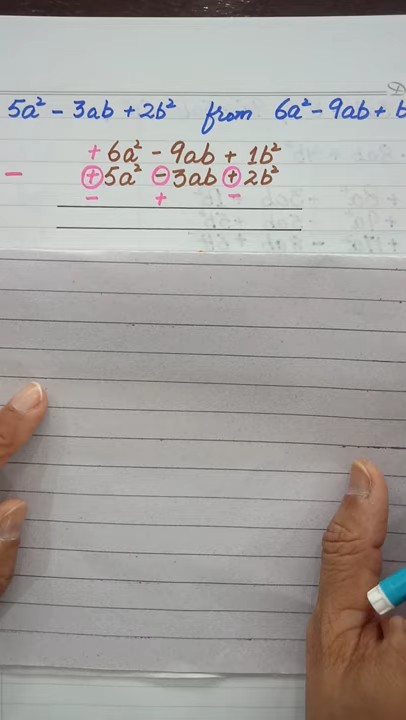 5a² - 3ab + 2b² from 6a² - 9ab + b
+ 6a² - 9ab + 1b²
- + 5a² - 3ab + 2b²
- + -